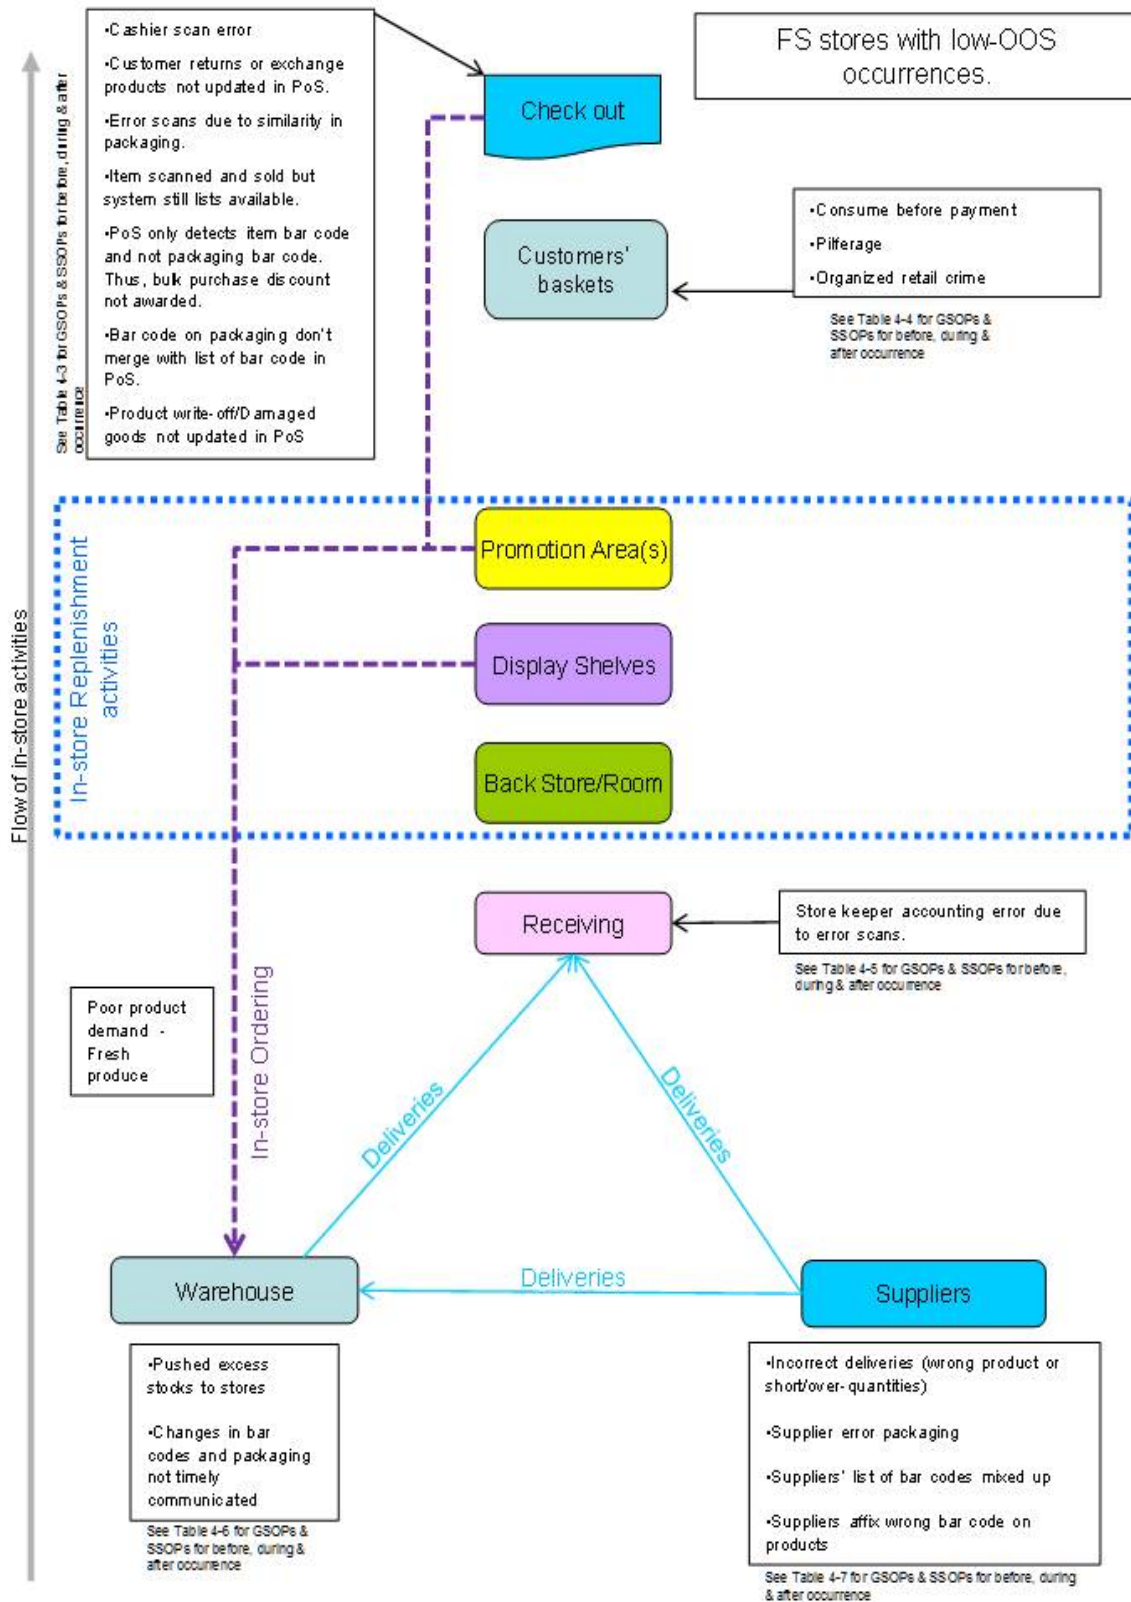 FS stores with low-OOS
occurrences.
•Cashier scan error
•Customer returns or exchange
products not updated in PoS.
•Error scans due to similarity in
packaging.
•Item scanned and sold but
system still lists available.
•PoS only detects item bar code
and not packaging bar code.
Thus, bulk purchase discount
not awarded.
•Bar code on packaging don't
merge with list of bar code in
PoS.
•Product write-off/Damaged
goods not updated in PoS
See Table 4-3 for GSOPs & SSOPs for before, during & after
occurrence
Check out
Customers'
baskets
•Consume before payment
•Pilferage
•Organized retail crime
See Table 4-4 for GSOPs &
SSOPs for before, during &
after occurrence
Flow of in-store activities
In-store Replenishment
activities
Promotion Area(s)
Display Shelves
Back Store/Room
Receiving
Store keeper accounting error due
to error scans.
See Table 4-5 for GSOPs & SSOPs for before,
during & after occurrence
Poor product
demand -
Fresh
produce
In-store Ordering
Deliveries
Deliveries
Deliveries
Warehouse
Suppliers
•Pushed excess
stocks to stores
•Changes in bar
codes and packaging
not timely
communicated
See Table 4-6 for GSOPs &
SSOPs for before, during &
after occurrence
•Incorrect deliveries (wrong product or
short/over-quantities)
•Supplier error packaging
•Suppliers' list of bar codes mixed up
•Suppliers affix wrong bar code on
products
See Table 4-7 for GSOPs & SSOPs for before, during
& after occurrence